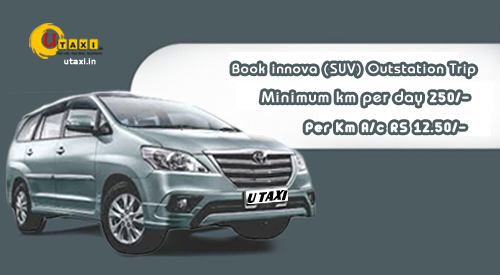 UTAXI
utaxi.in
Book innova (SUV) Outstation Trip
Minimum km per day 250/-
Per Km A/c RS 12.50/-
U TAXI